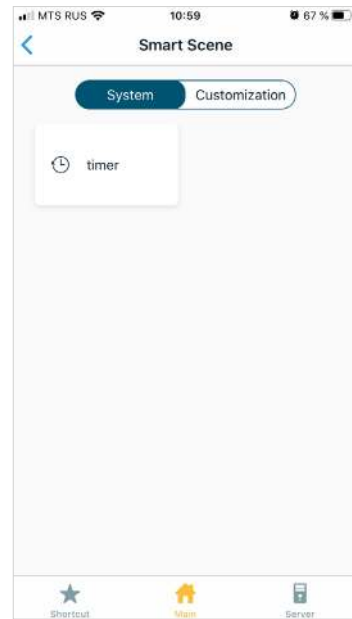 MTS RUS 10:59 67 %
Smart Scene
System Customization
timer
Shortcut Main Server